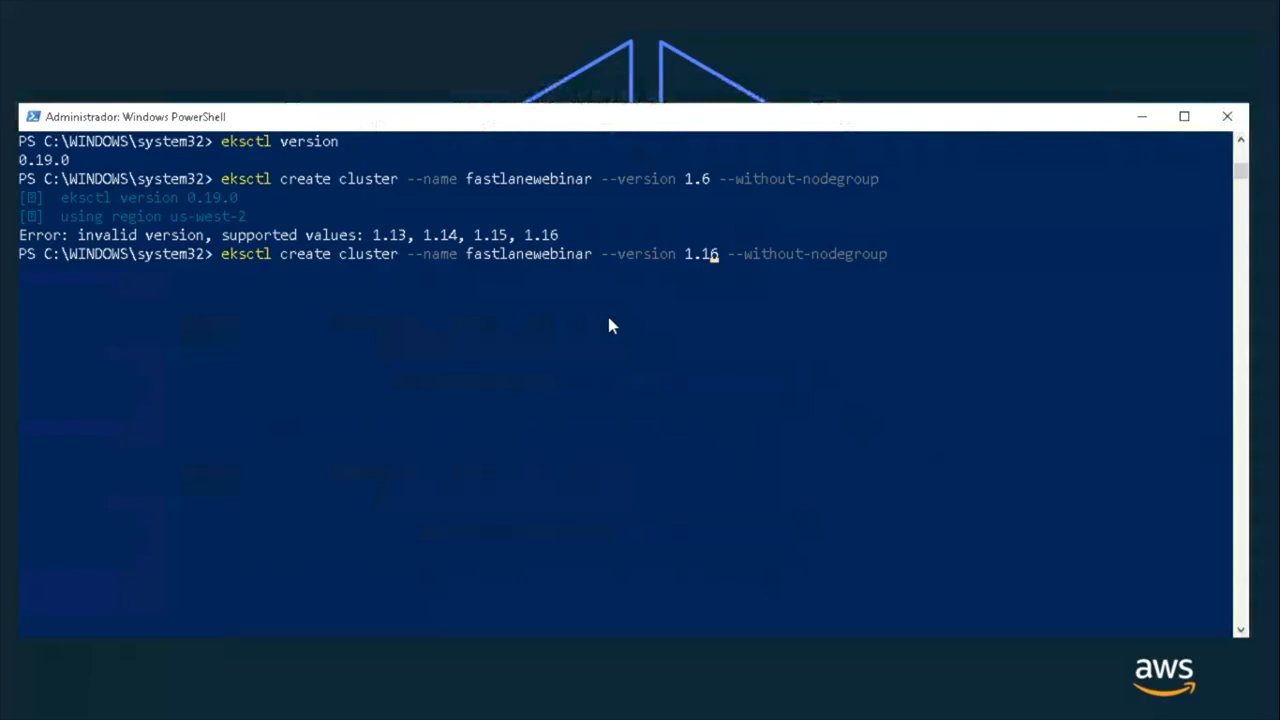 Administrador: Windows PowerShell
PS C:\WINDOWS\system32> eksctl version
0.19.0
PS C:\WINDOWS\system32> eksctl create cluster --name fastlanewebinar --version 1.6 --without-nodegroup
[?] eksctl version 0.19.0
[?] using region us-west-2
Error: invalid version, supported values: 1.13, 1.14, 1.15, 1.16
PS C:\WINDOWS\system32> eksctl create cluster --name fastlanewebinar --version 1.16 --without-nodegroup
aws